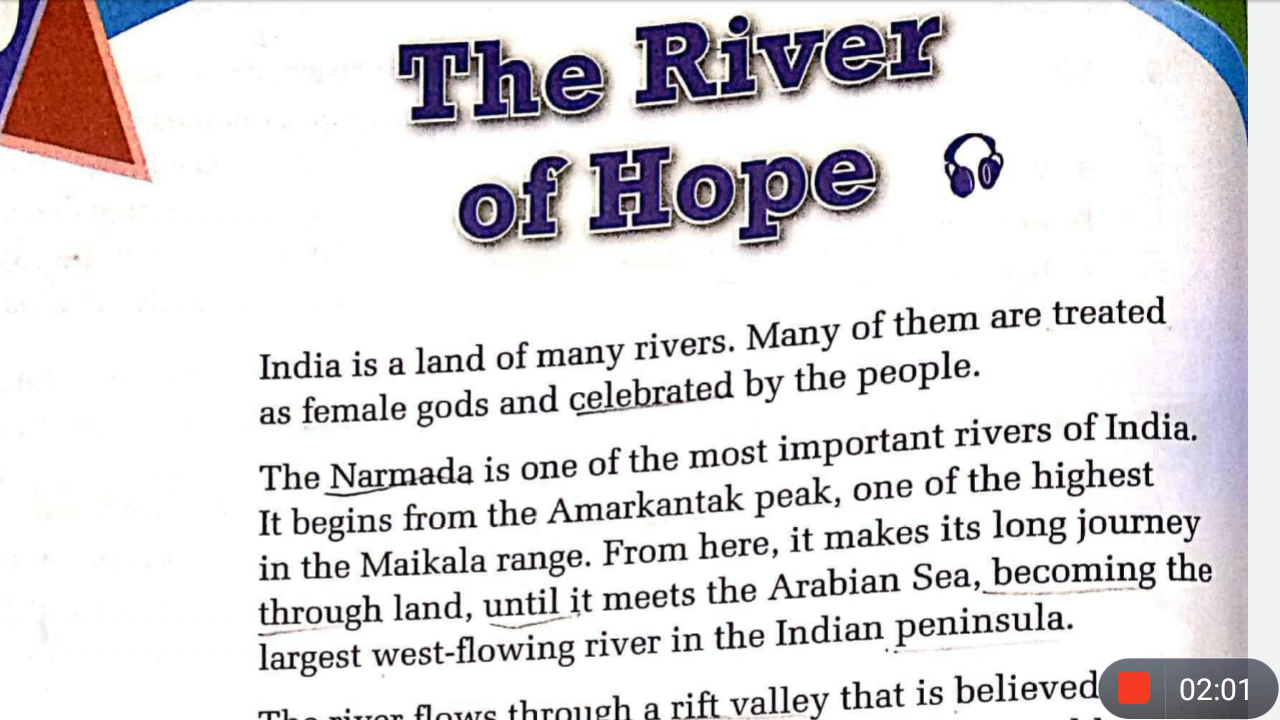 The River
of Hope
India is a land of many rivers. Many of them are treated
as female gods and celebrated by the people.
The Narmada is one of the most important rivers of India.
It begins from the Amarkantak peak, one of the highest
in the Maikala range. From here, it makes its long journey
through land, until it meets the Arabian Sea, becoming the
largest west-flowing river in the Indian peninsula.
The river flows through a rift valley that is believed
02:01